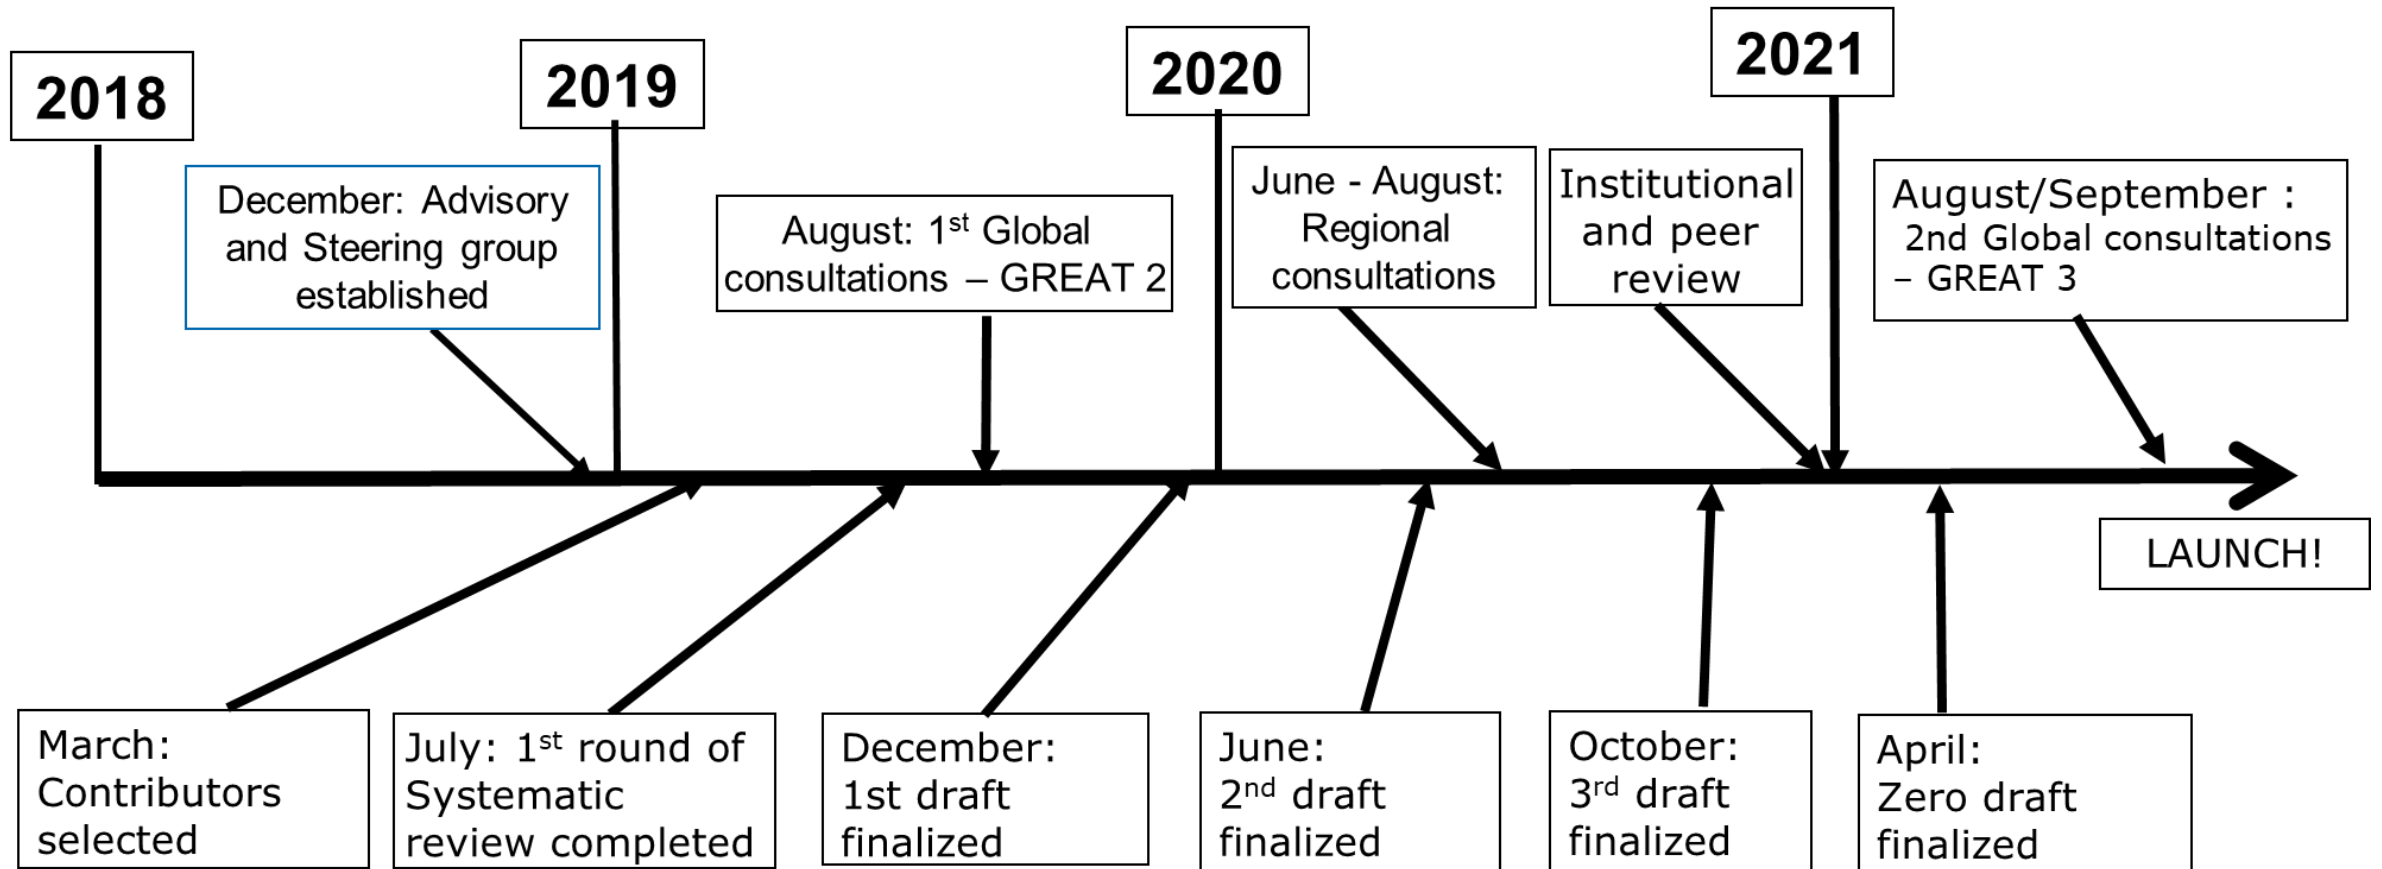 2018
2019
2020
2021
December: Advisory
and Steering group
established
August: 1st Global
consultations – GREAT 2
June - August:
Regional
consultations
Institutional
and peer
review
August/September :
2nd Global consultations
– GREAT 3
LAUNCH!
March:
Contributors
selected
July: 1st round of
Systematic
review completed
December:
1st draft
finalized
June:
2nd draft
finalized
October:
3rd draft
finalized
April:
Zero draft
finalized